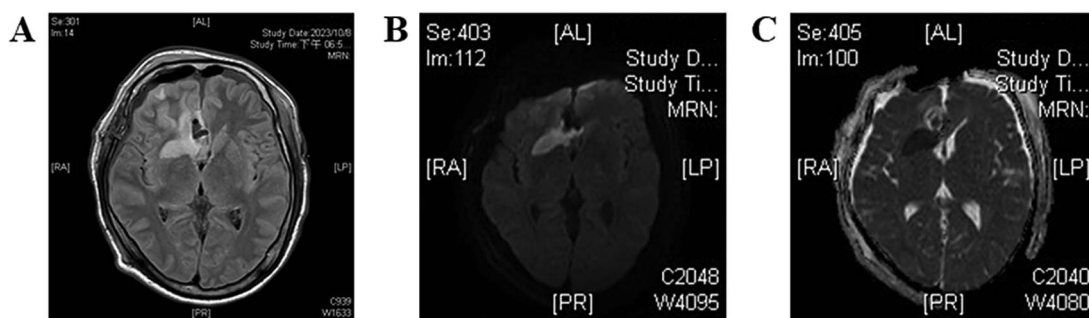 A
Se:301
Im:14
[AL]
Study Date:2023/10/8
Study Time:下午 06:5...
MRN:
[RA]
[LP]
[PR]
C939
W1633
B
Se:403
Im:112
[AL]
Study D...
Study Ti...
MRN:
[RA]
[LP]
[PR]
C2048
W4095
C
Se:405
Im:100
[AL]
Study D...
Study Ti...
MRN:
[RA]
[LP]
[PR]
C2040
W4080